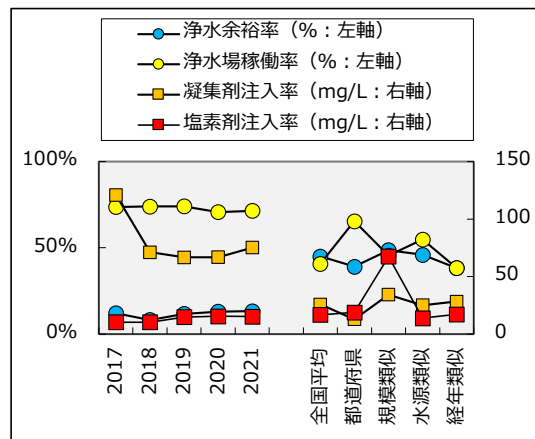 浄水余裕率（%：左軸）
浄水場稼働率（%：左軸）
凝集剤注入率（mg/L：右軸）
塩素剤注入率（mg/L：右軸）
100%
50%
0%
150
100
50
0
2017
2018
2019
2020
2021
全国平均
都道府県
規模類似
水源類似
経年類似